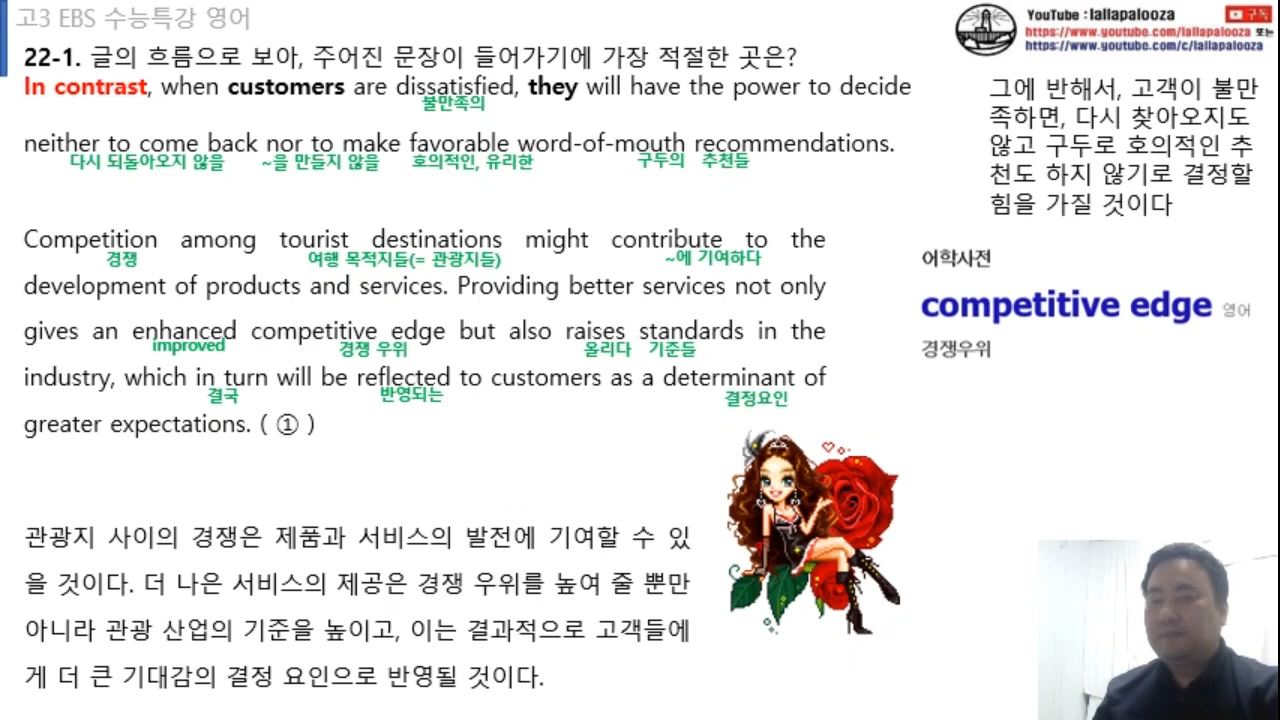 고3 EBS 수능특강 영어
YouTube : lallapalooza
구독
https://www.youtube.com/lallapalooza 또는
https://www.youtube.com/c/lallapalooza
22-1. 글의 흐름으로 보아, 주어진 문장이 들어가기에 가장 적절한 곳은?
In contrast, when customers are dissatisfied, they will have the power to decide
불만족의
neither to come back nor to make favorable word-of-mouth recommendations.
다시 되돌아오지 않을 ~을 만들지 않을 호의적인, 유리한 구두의 추천들
그에 반해서, 고객이 불만
족하면, 다시 찾아오지도
않고 구두로 호의적인 추
천도 하지 않기로 결정할
힘을 가질 것이다
Competition among tourist destinations might contribute to the
경쟁 여행 목적지들(= 관광지들) ~에 기여하다
development of products and services. Providing better services not only
gives an enhanced competitive edge but also raises standards in the
improved 경쟁 우위 올리다 기준들
industry, which in turn will be reflected to customers as a determinant of
결국 반영되는 결정요인
greater expectations. ( ① )
어학사전
competitive edge 영어
경쟁우위
관광지 사이의 경쟁은 제품과 서비스의 발전에 기여할 수 있
을 것이다. 더 나은 서비스의 제공은 경쟁 우위를 높여 줄 뿐만
아니라 관광 산업의 기준을 높이고, 이는 결과적으로 고객들에
게 더 큰 기대감의 결정 요인으로 반영될 것이다.